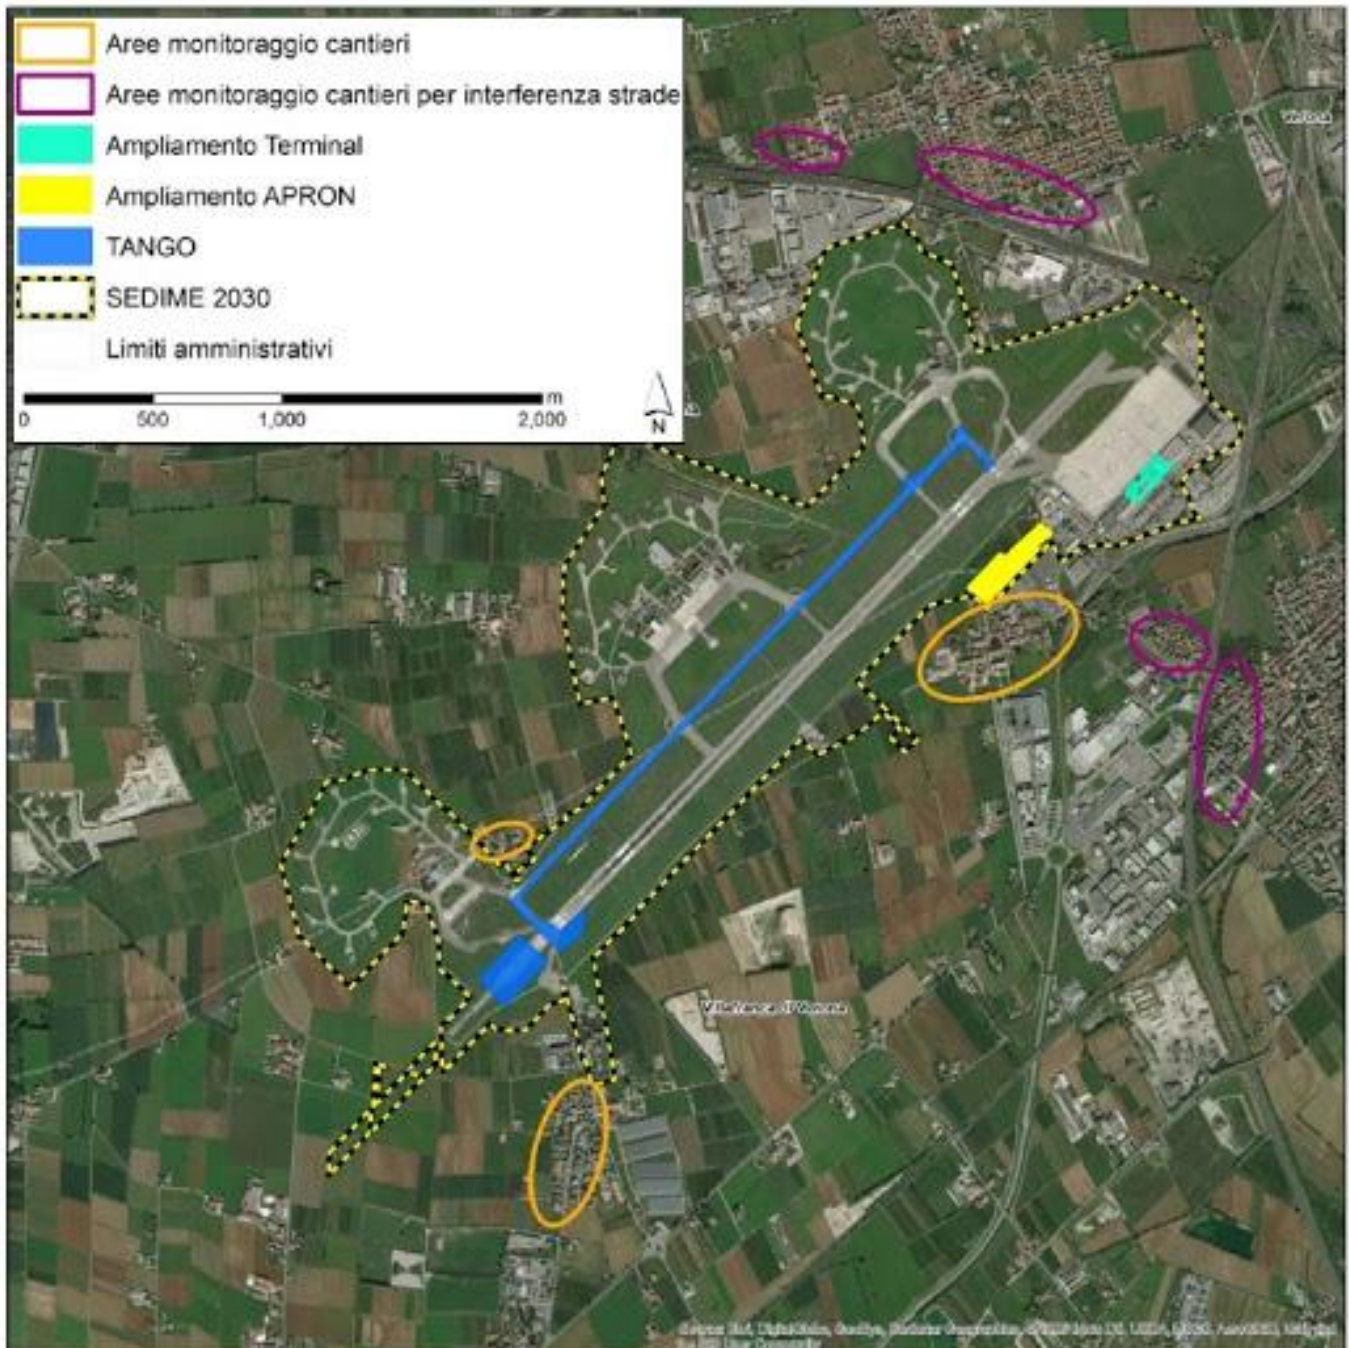 Aree monitoraggio cantieri
Aree monitoraggio cantieri per interferenza strade
Ampliamento Terminal
Ampliamento APRON
TANGO
SEDIME 2030
Limiti amministrativi
0 500 1,000 2,000 m
N
Verona
Villafranca di Verona